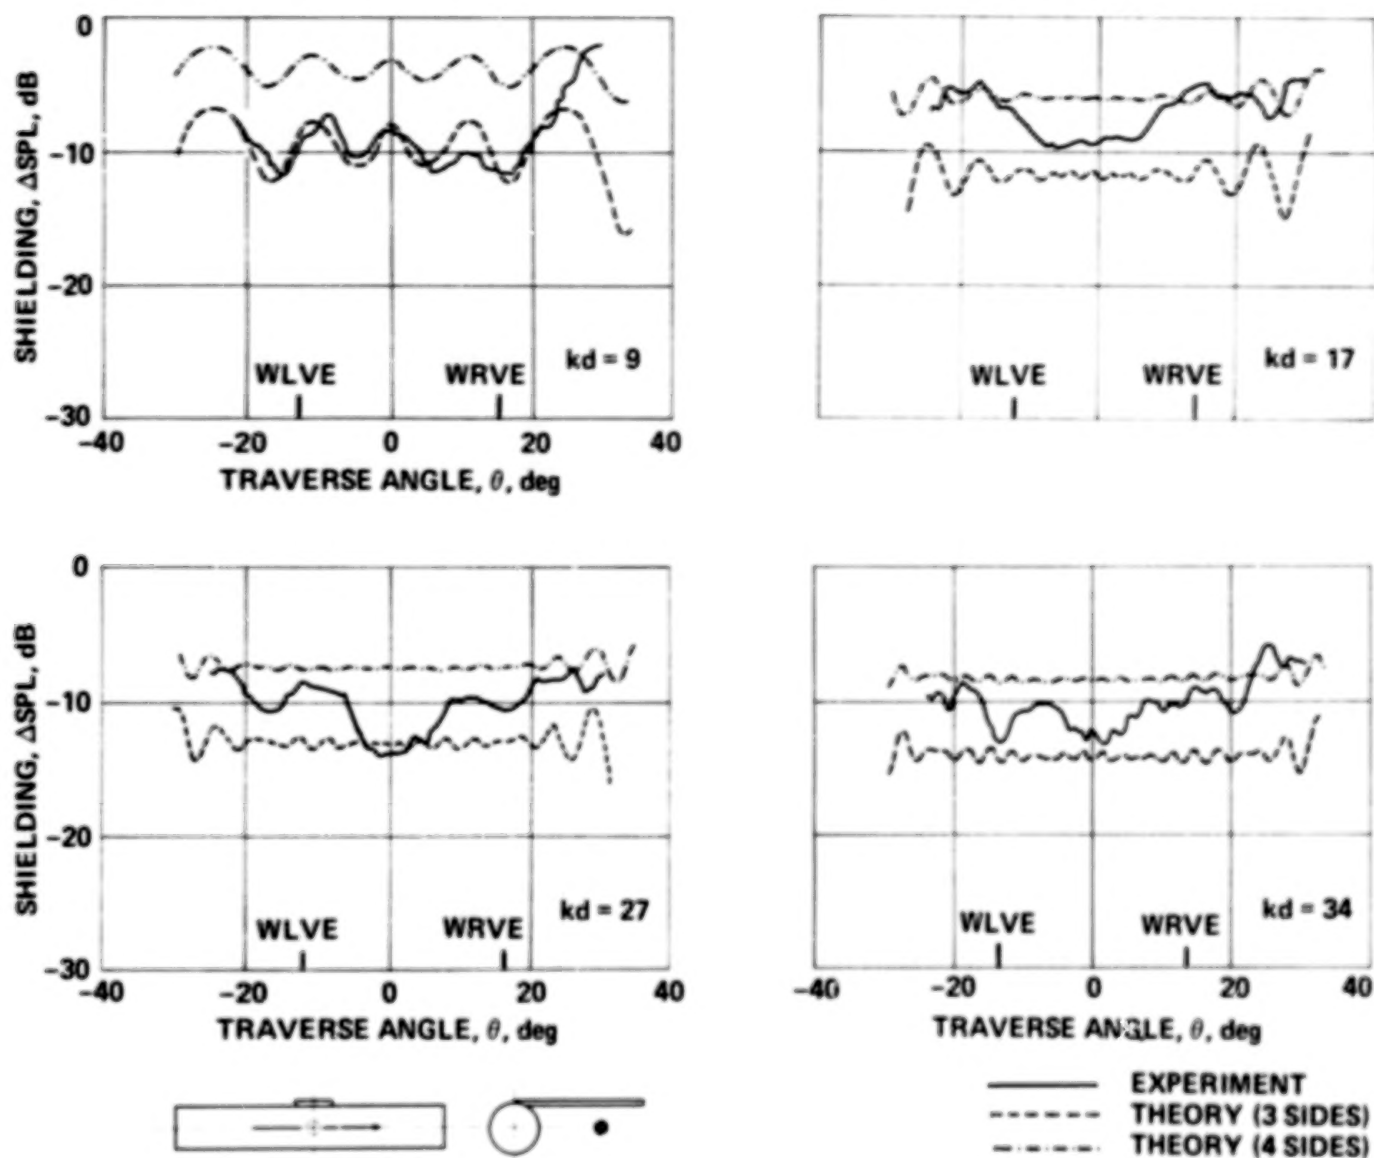 0
-10
-20
-30
SHIELDING, ΔSPL, dB
WLVE
WRVE
kd = 9
-40
-20
0
20
40
TRAVERSE ANGLE, θ, deg
WLVE
WRVE
kd = 17
0
-10
-20
-30
SHIELDING, ΔSPL, dB
WLVE
WRVE
kd = 27
-40
-20
0
20
40
TRAVERSE ANGLE, θ, deg
WLVE
WRVE
kd = 34
-40
-20
0
20
40
TRAVERSE ANGLE, θ, deg
EXPERIMENT
THEORY (3 SIDES)
THEORY (4 SIDES)